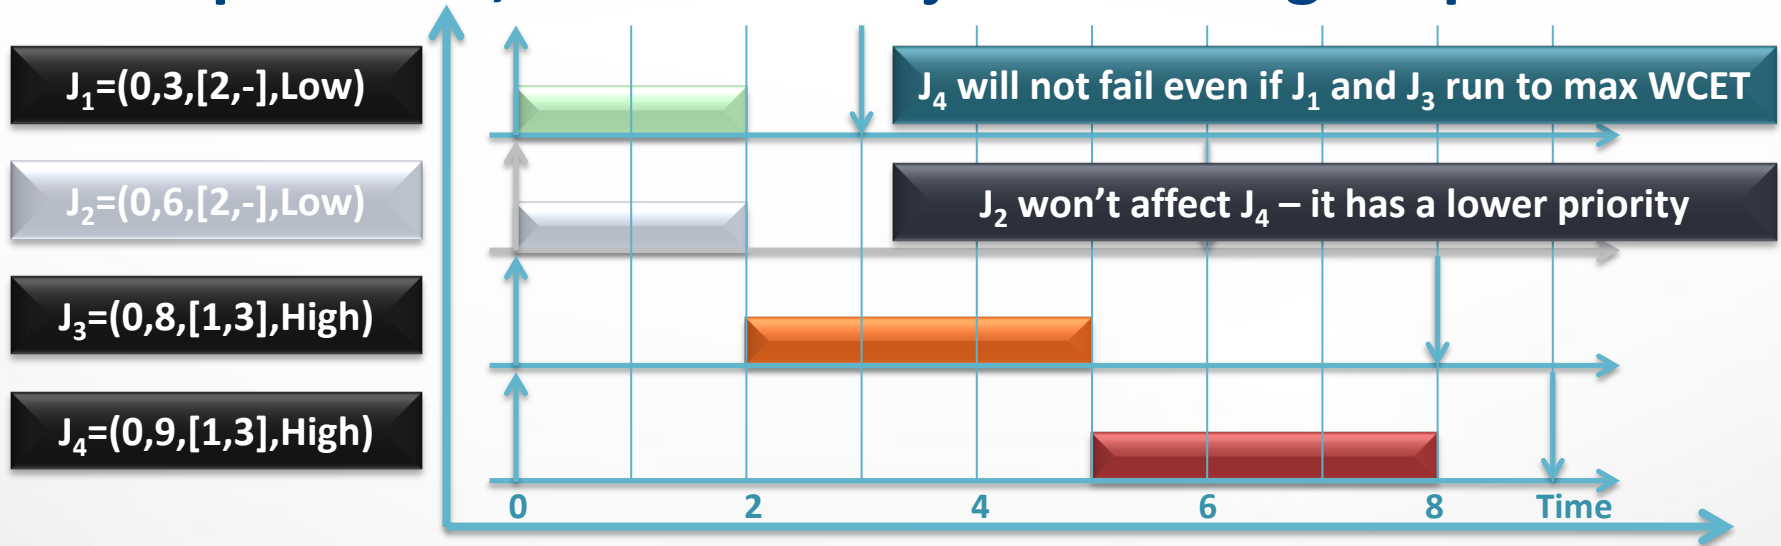 J₁=(0,3,[2,-],Low)
J₄ will not fail even if J₁ and J₃ run to max WCET
J₂=(0,6,[2,-],Low)
J₂ won’t affect J₄ – it has a lower priority
J₃=(0,8,[1,3],High)
J₄=(0,9,[1,3],High)
0 2 4 6 8 Time